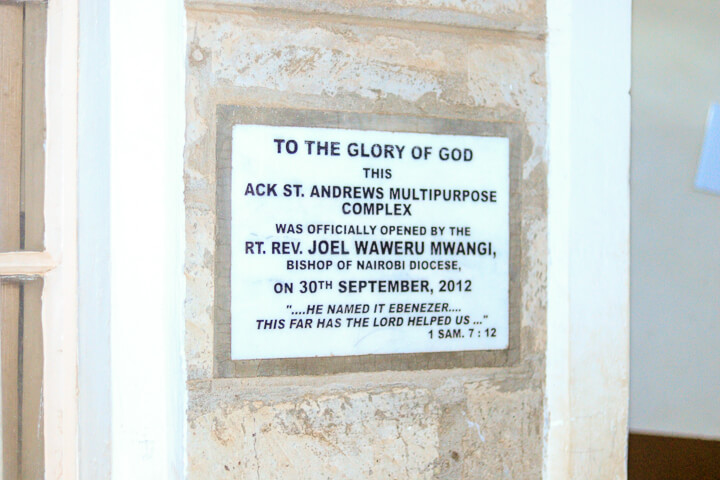 TO THE GLORY OF GOD
THIS
ACK ST. ANDREWS MULTIPURPOSE
COMPLEX
WAS OFFICIALLY OPENED BY THE
RT. REV. JOEL WAWERU MWANGI,
BISHOP OF NAIROBI DIOCESE,
ON 30TH SEPTEMBER, 2012
"....HE NAMED IT EBENEZER....
THIS FAR HAS THE LORD HELPED US ..."
1 SAM. 7 : 12